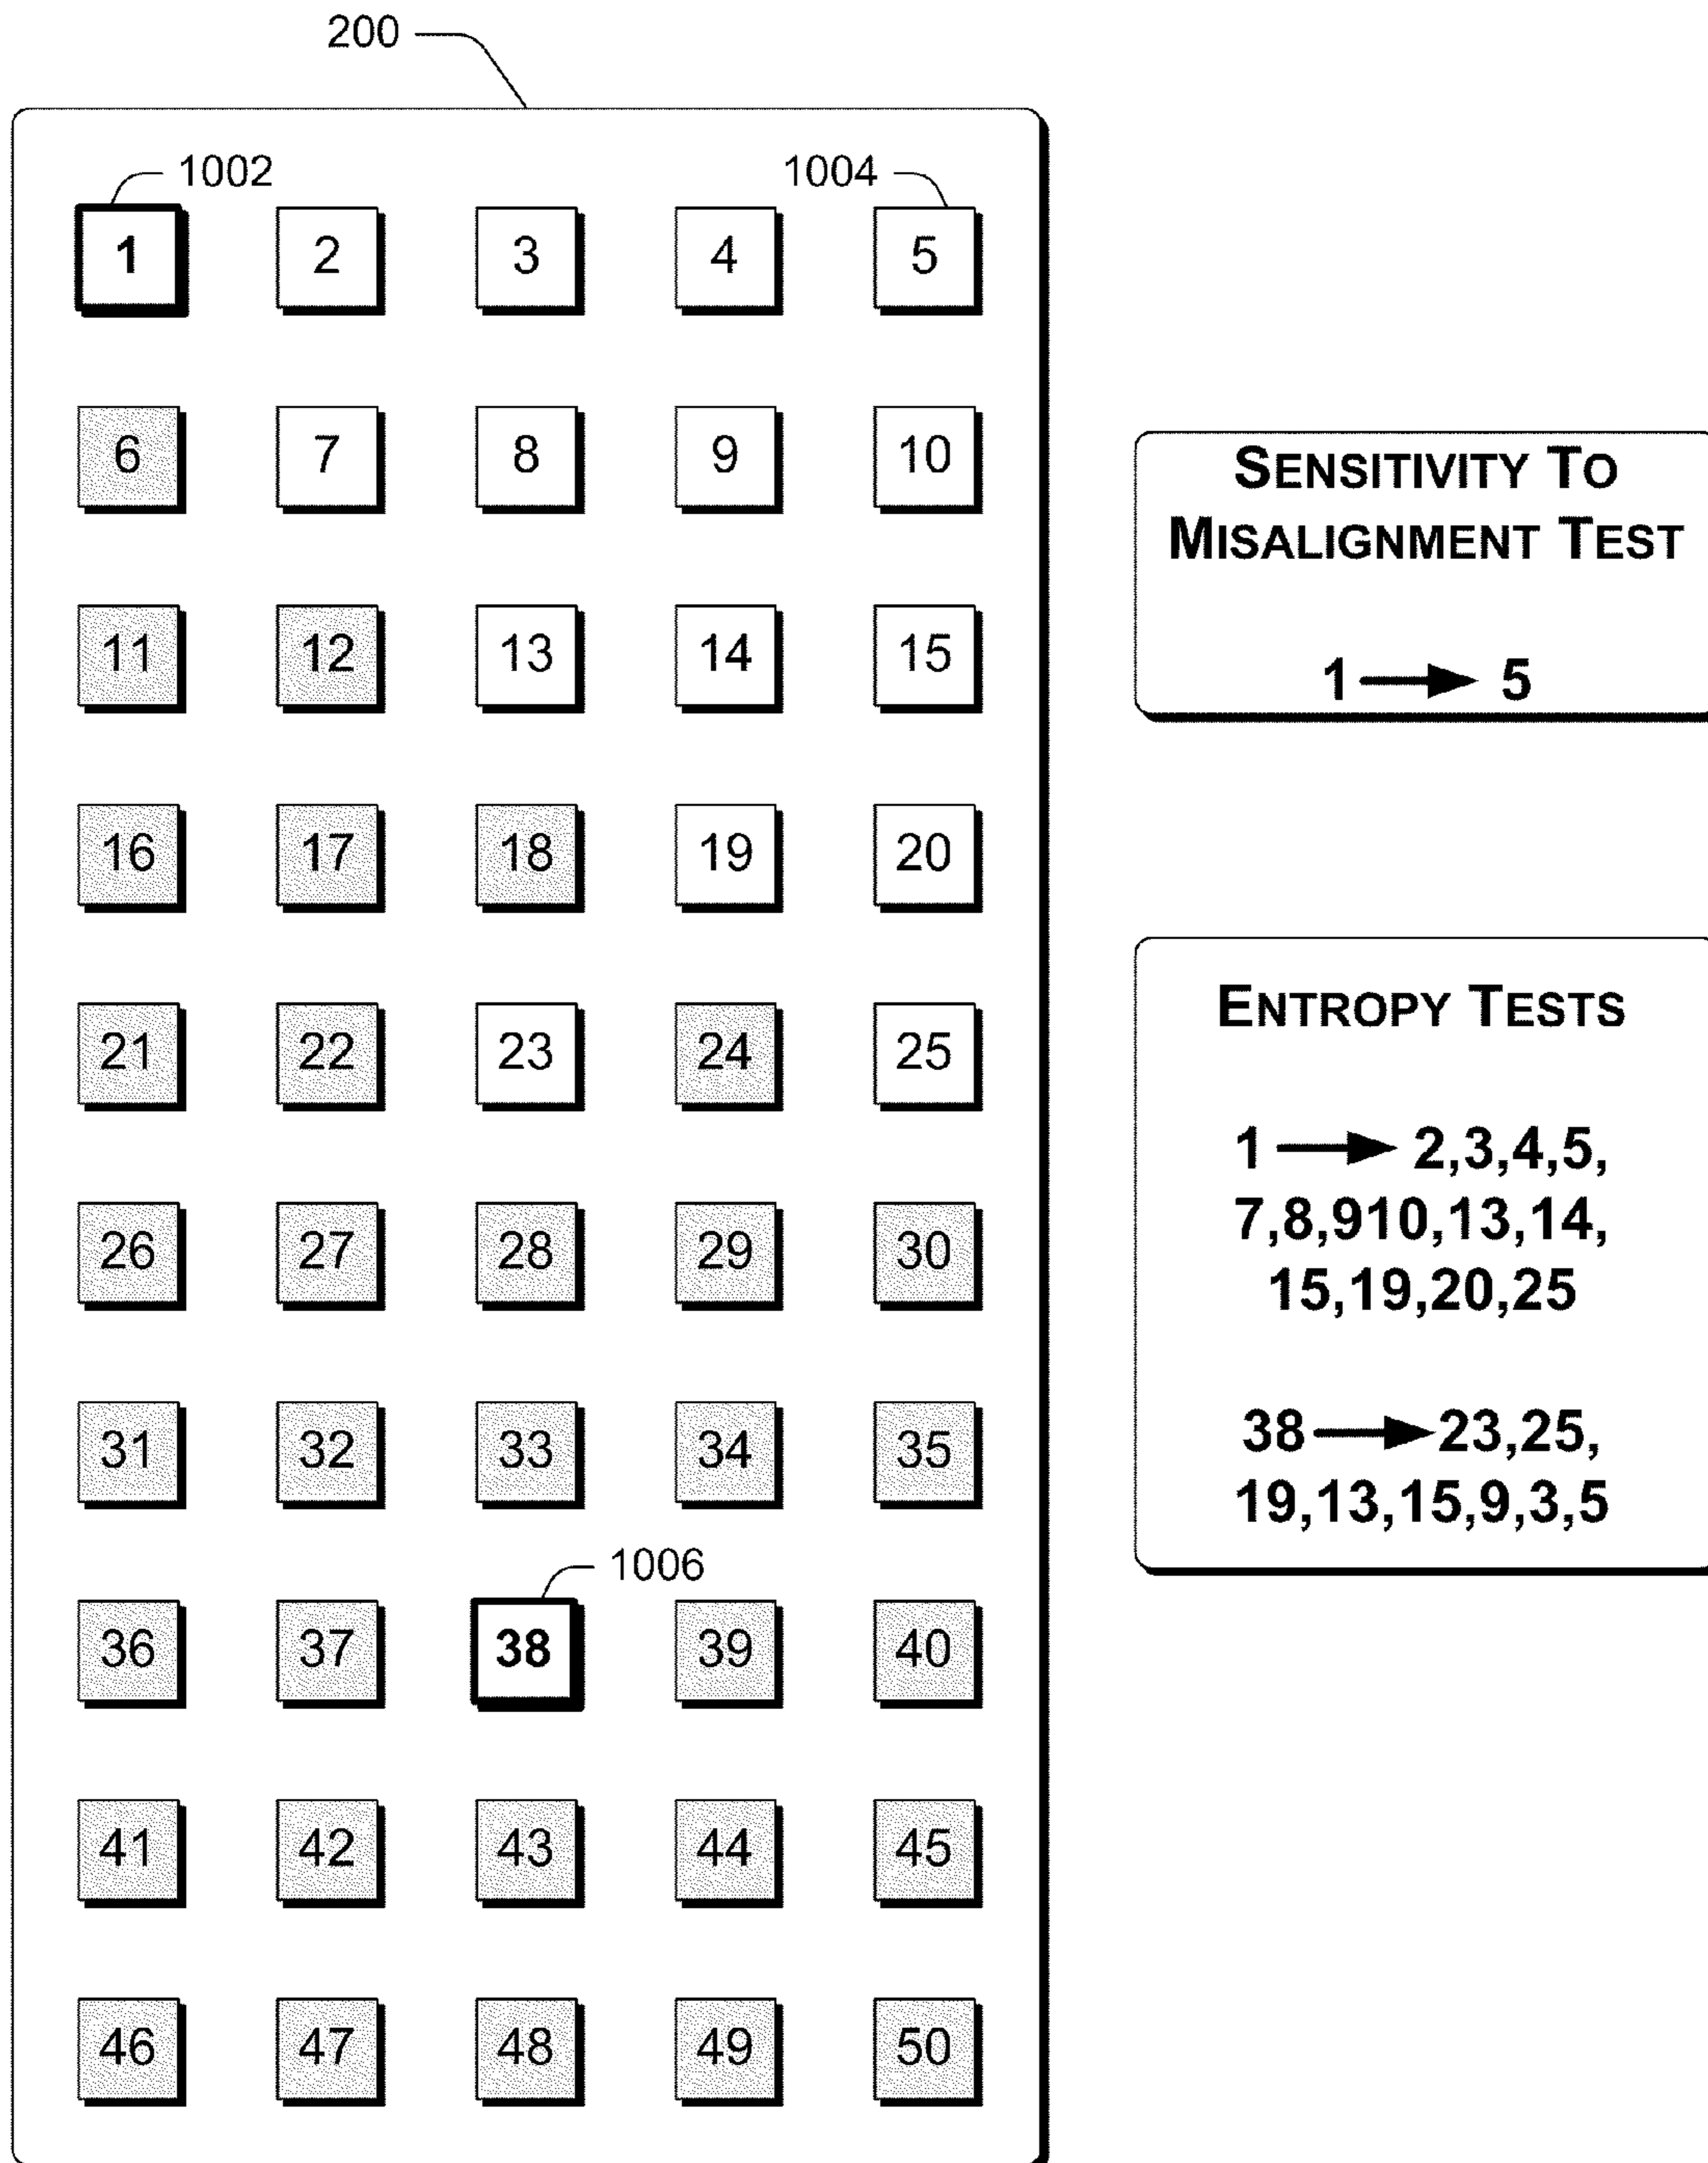 200
1002
1004
1 2 3 4 5
6 7 8 9 10
11 12 13 14 15
16 17 18 19 20
21 22 23 24 25
26 27 28 29 30
31 32 33 34 35
1006
36 37 38 39 40
41 42 43 44 45
46 47 48 49 50
SENSITIVITY TO
MISALIGNMENT TEST
1 → 5
ENTROPY TESTS
1 → 2,3,4,5,
7,8,910,13,14,
15,19,20,25
38 → 23,25,
19,13,15,9,3,5